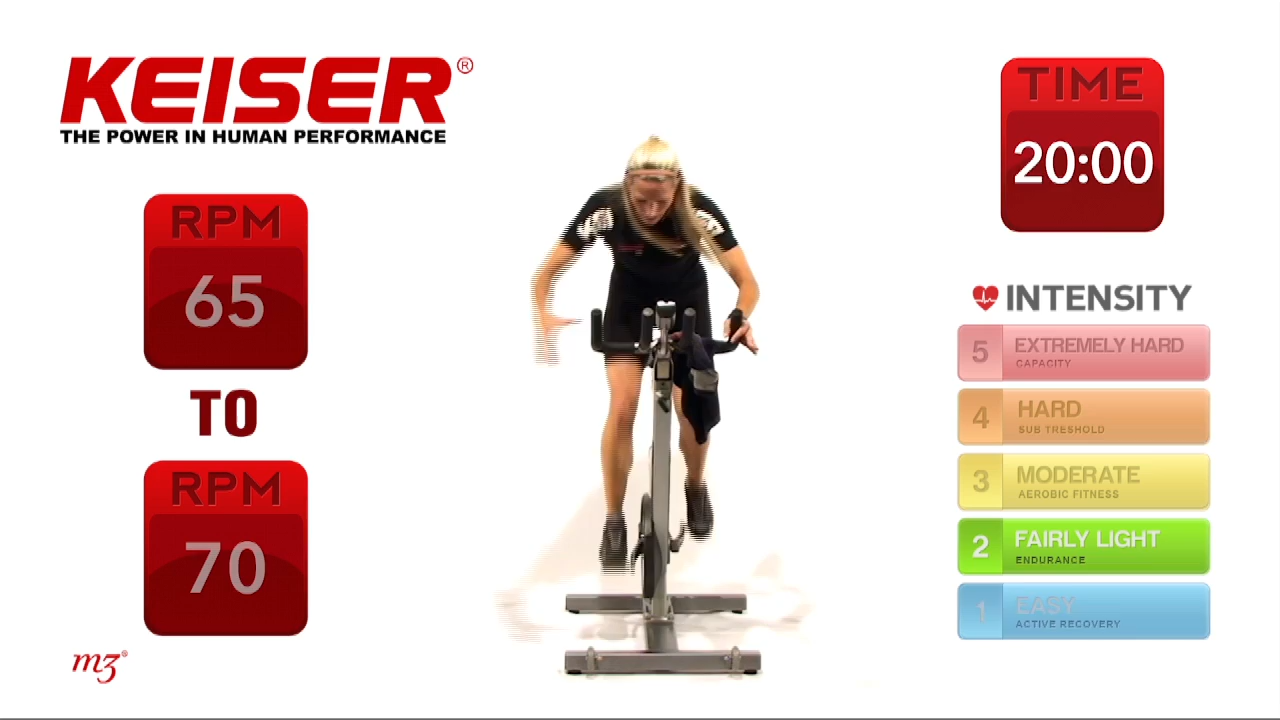 KEISER®
THE POWER IN HUMAN PERFORMANCE
RPM
65
TO
RPM
70
m3®
TIME
20:00
INTENSITY
5 EXTREMELY HARD
CAPACITY
4 HARD
SUB TRESHOLD
3 MODERATE
AEROBIC FITNESS
2 FAIRLY LIGHT
ENDURANCE
1 EASY
ACTIVE RECOVERY